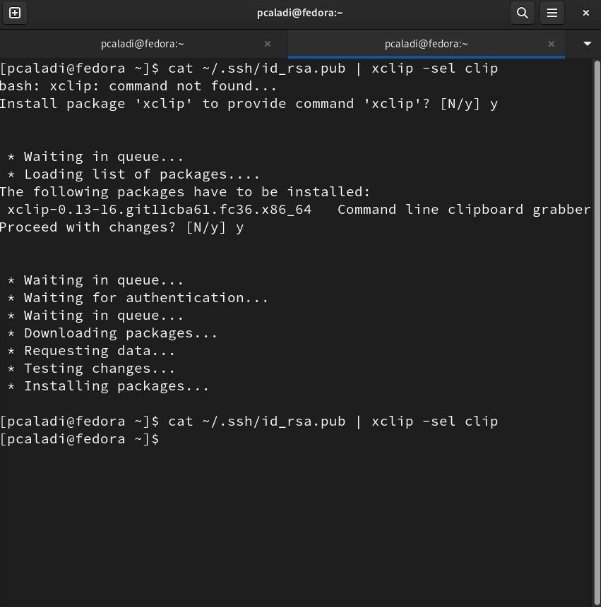 pcaladi@fedora:~
pcaladi@fedora:~ pcaladi@fedora:~
[pcaladi@fedora ~]$ cat ~/.ssh/id_rsa.pub | xclip -sel clip
bash: xclip: command not found...
Install package 'xclip' to provide command 'xclip'? [N/y] y
* Waiting in queue...
* Loading list of packages....
The following packages have to be installed:
xclip-0.13-16.git11cba61.fc36.x86_64 Command line clipboard grabber
Proceed with changes? [N/y] y
* Waiting in queue...
* Waiting for authentication...
* Waiting in queue...
* Downloading packages...
* Requesting data...
* Testing changes...
* Installing packages...
[pcaladi@fedora ~]$ cat ~/.ssh/id_rsa.pub | xclip -sel clip
[pcaladi@fedora ~]$